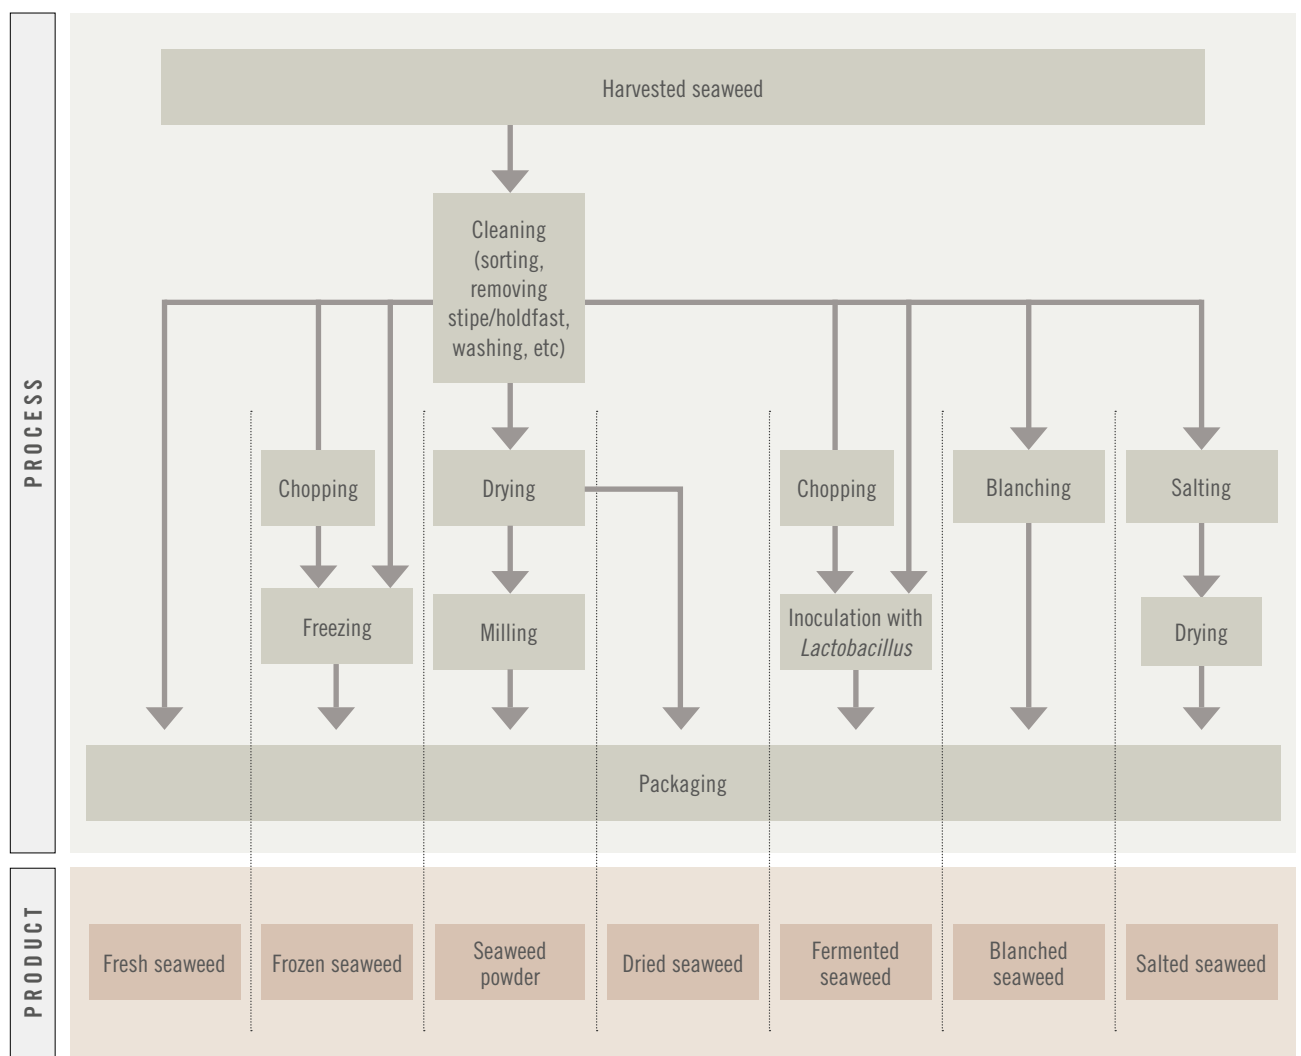 PROCESS
Harvested seaweed
Cleaning
(sorting,
removing
stipe/holdfast,
washing, etc)
Chopping
Drying
Chopping
Blanching
Salting
Freezing
Milling
Inoculation with
Lactobacillus
Drying
Packaging
PRODUCT
Fresh seaweed
Frozen seaweed
Seaweed
powder
Dried seaweed
Fermented
seaweed
Blanched
seaweed
Salted seaweed